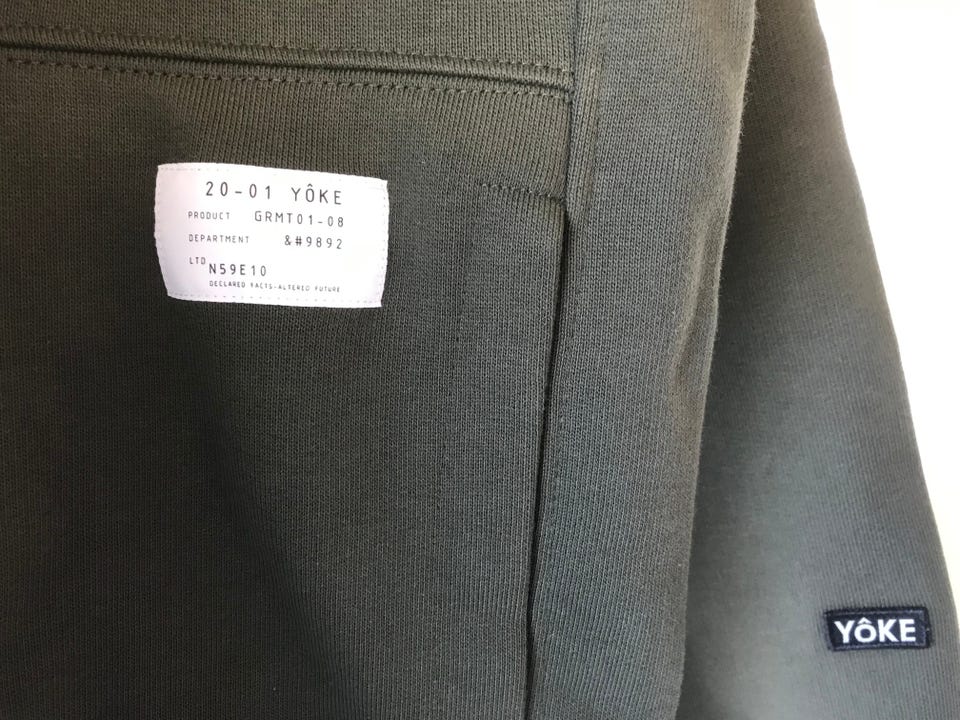 20-01 YÔKE
PRODUCT GRMT01-08
DEPARTMENT &#9892
LTD N59E10
DECLARED FACTS-ALTERED FUTURE
YÔKE